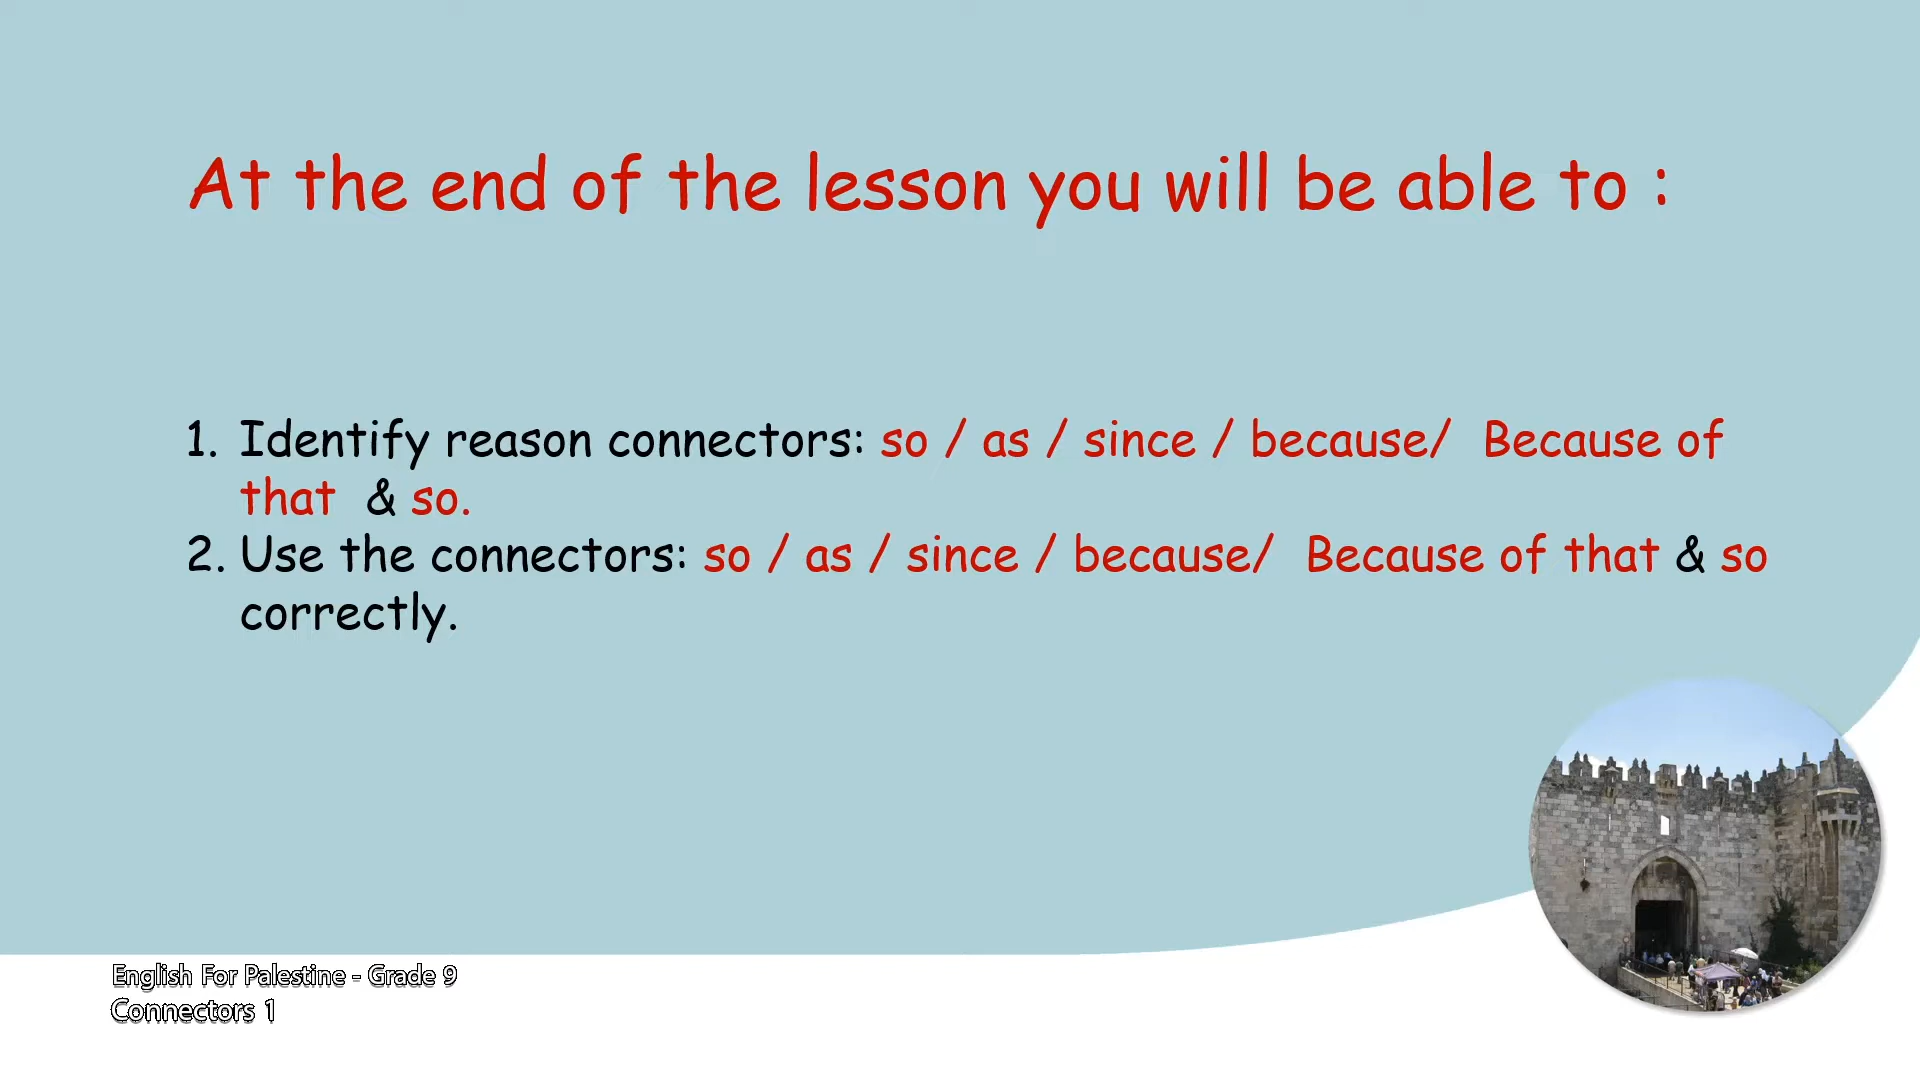 At the end of the lesson you will be able to :
1. Identify reason connectors: so / as / since / because/ Because of
that & so.
2. Use the connectors: so / as / since / because/ Because of that & so
correctly.
English For Palestine - Grade 9
Connectors 1